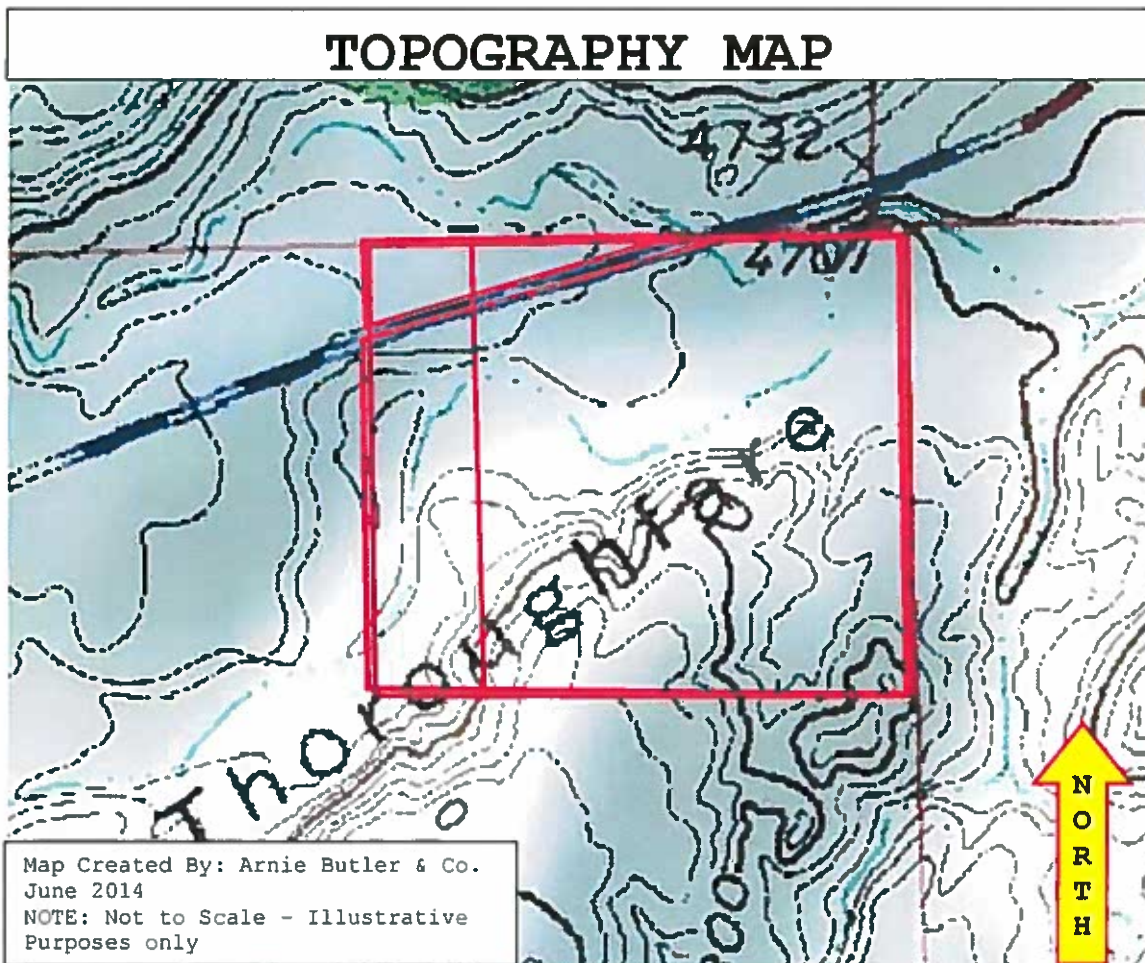 TOPOGRAPHY MAP
4732
Thoroughfare
NORTH
Map Created By: Arnie Butler & Co.
June 2014
NOTE: Not to Scale - Illustrative
Purposes only